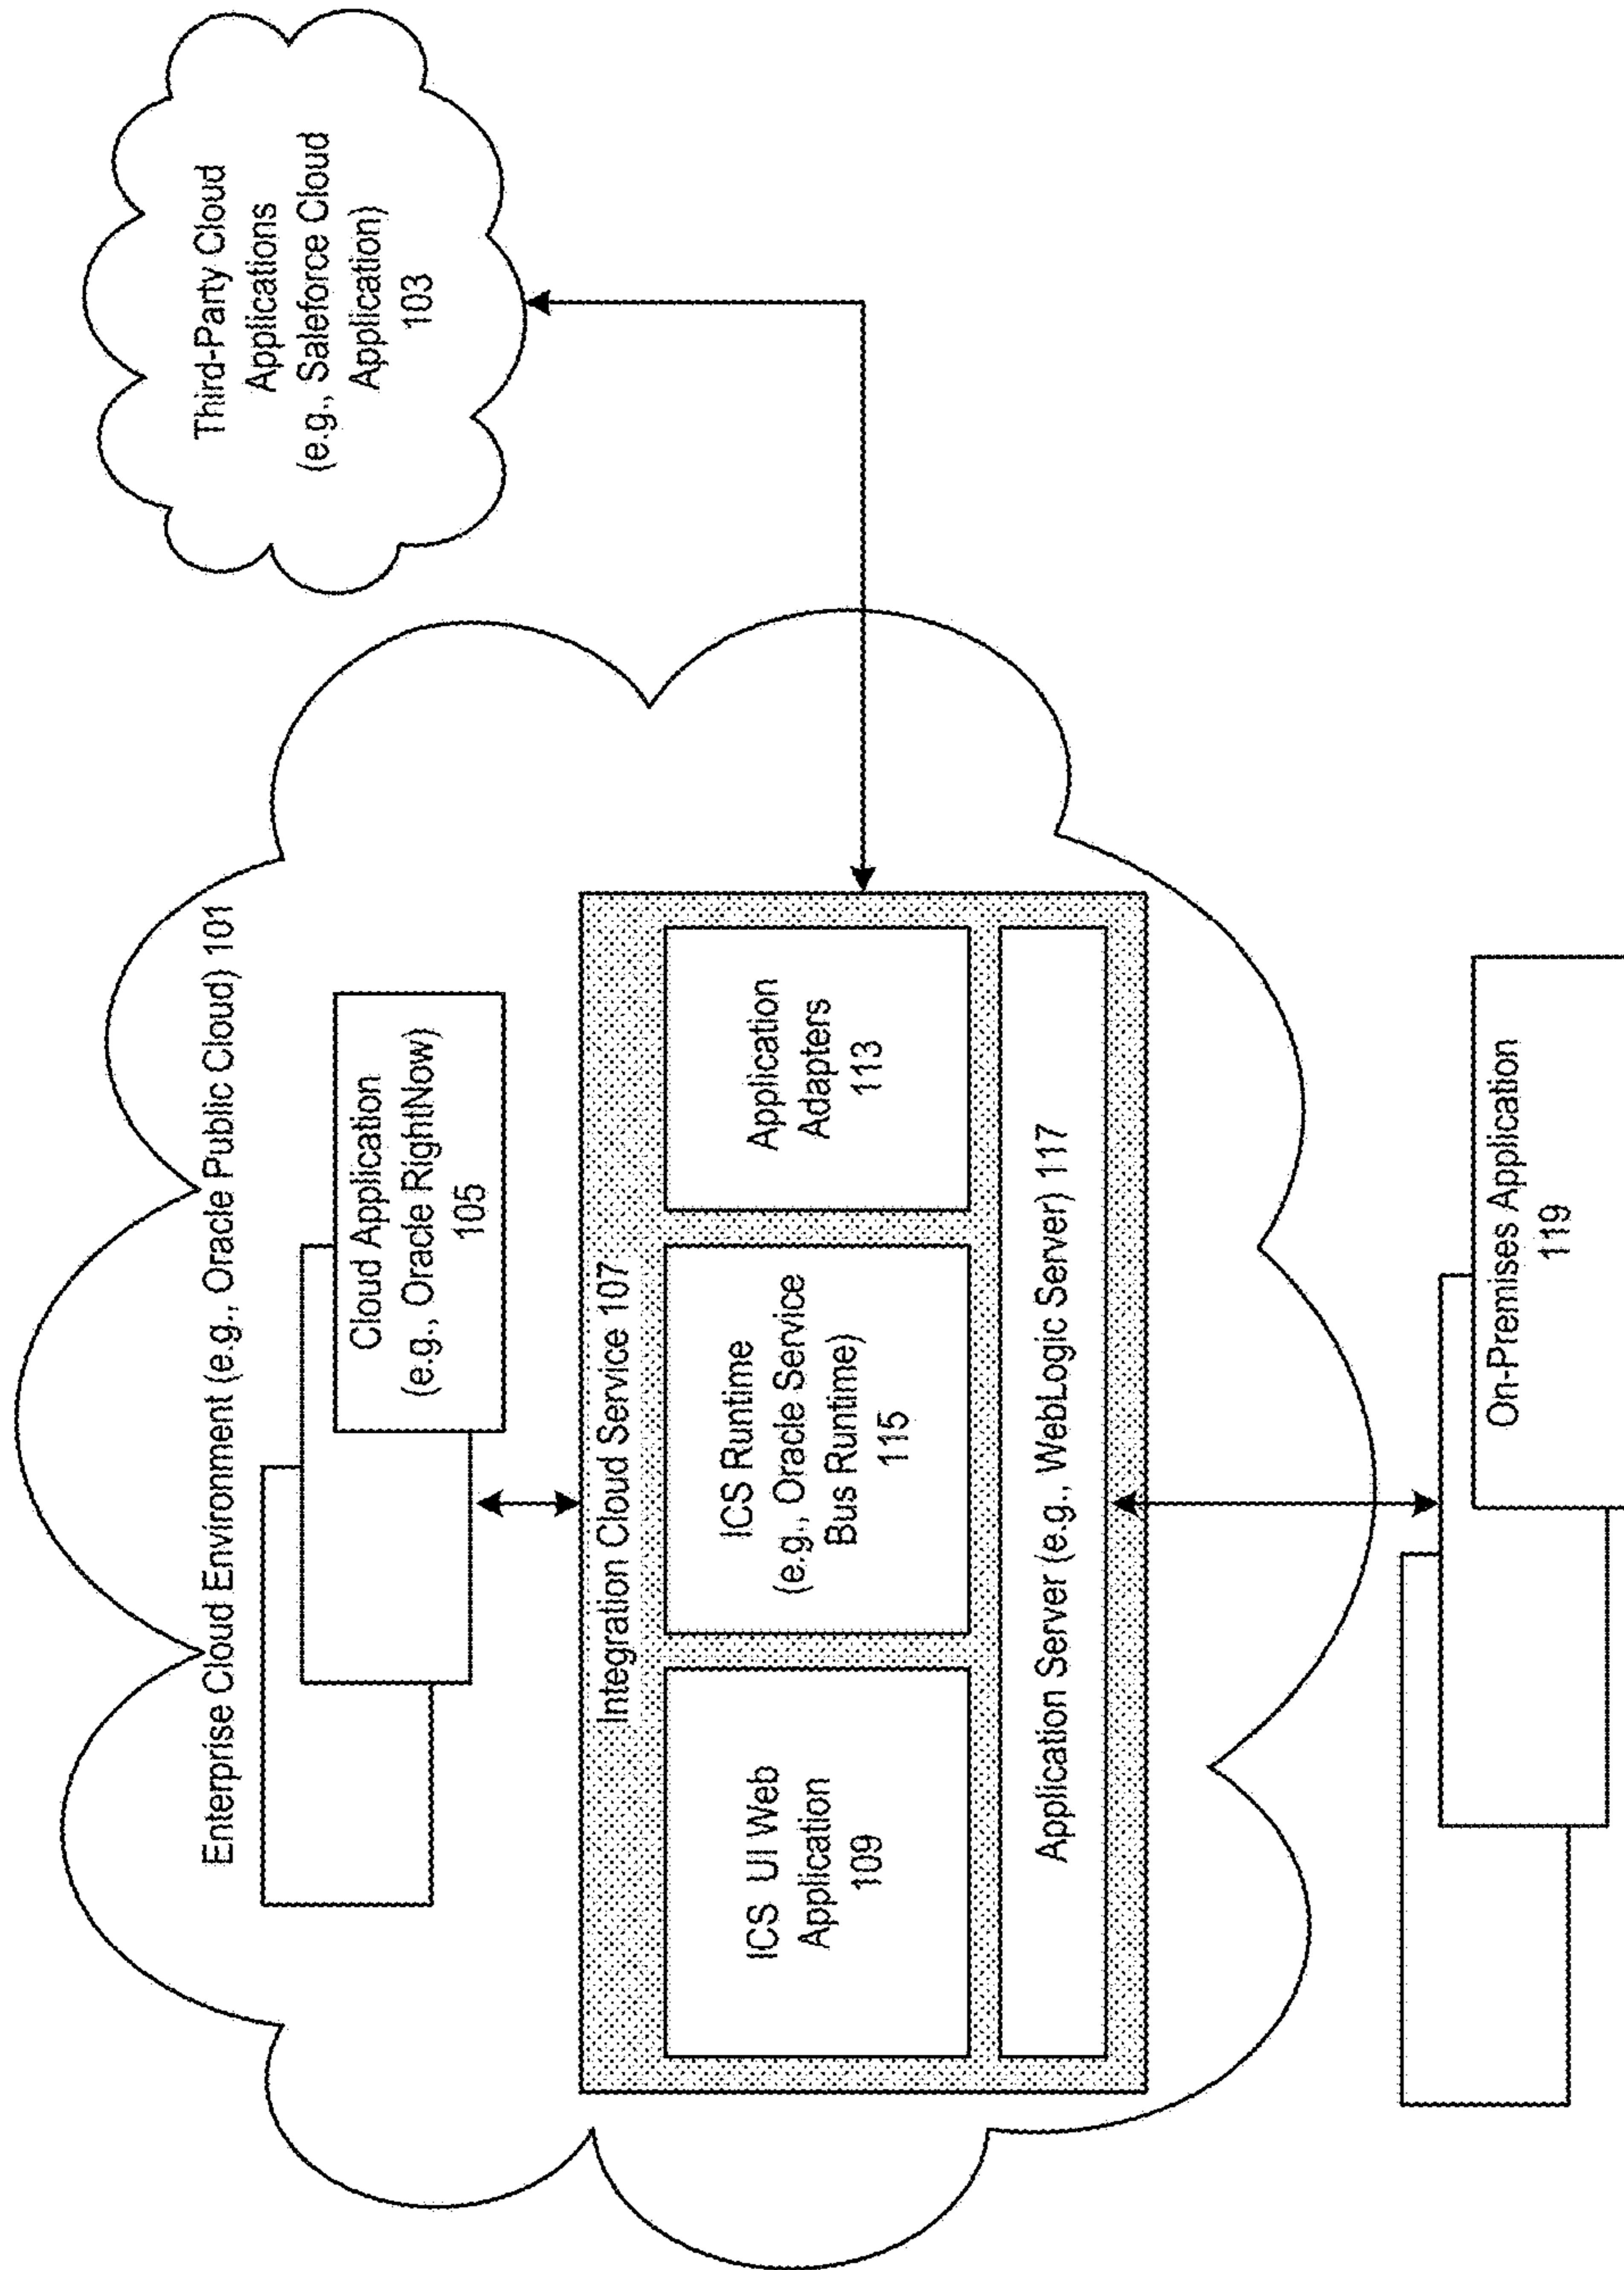 Third-Party Cloud
Applications
(e.g., Saleforce Cloud
Application)
103
Enterprise Cloud Environment (e.g., Oracle Public Cloud) 101
Cloud Application
(e.g., Oracle RightNow)
105
Integration Cloud Service 107
ICS UI Web
Application
109
ICS Runtime
(e.g., Oracle Service
Bus Runtime)
115
Application
Adapters
113
Application Server (e.g., WebLogic Server) 117
On-Premises Application
119